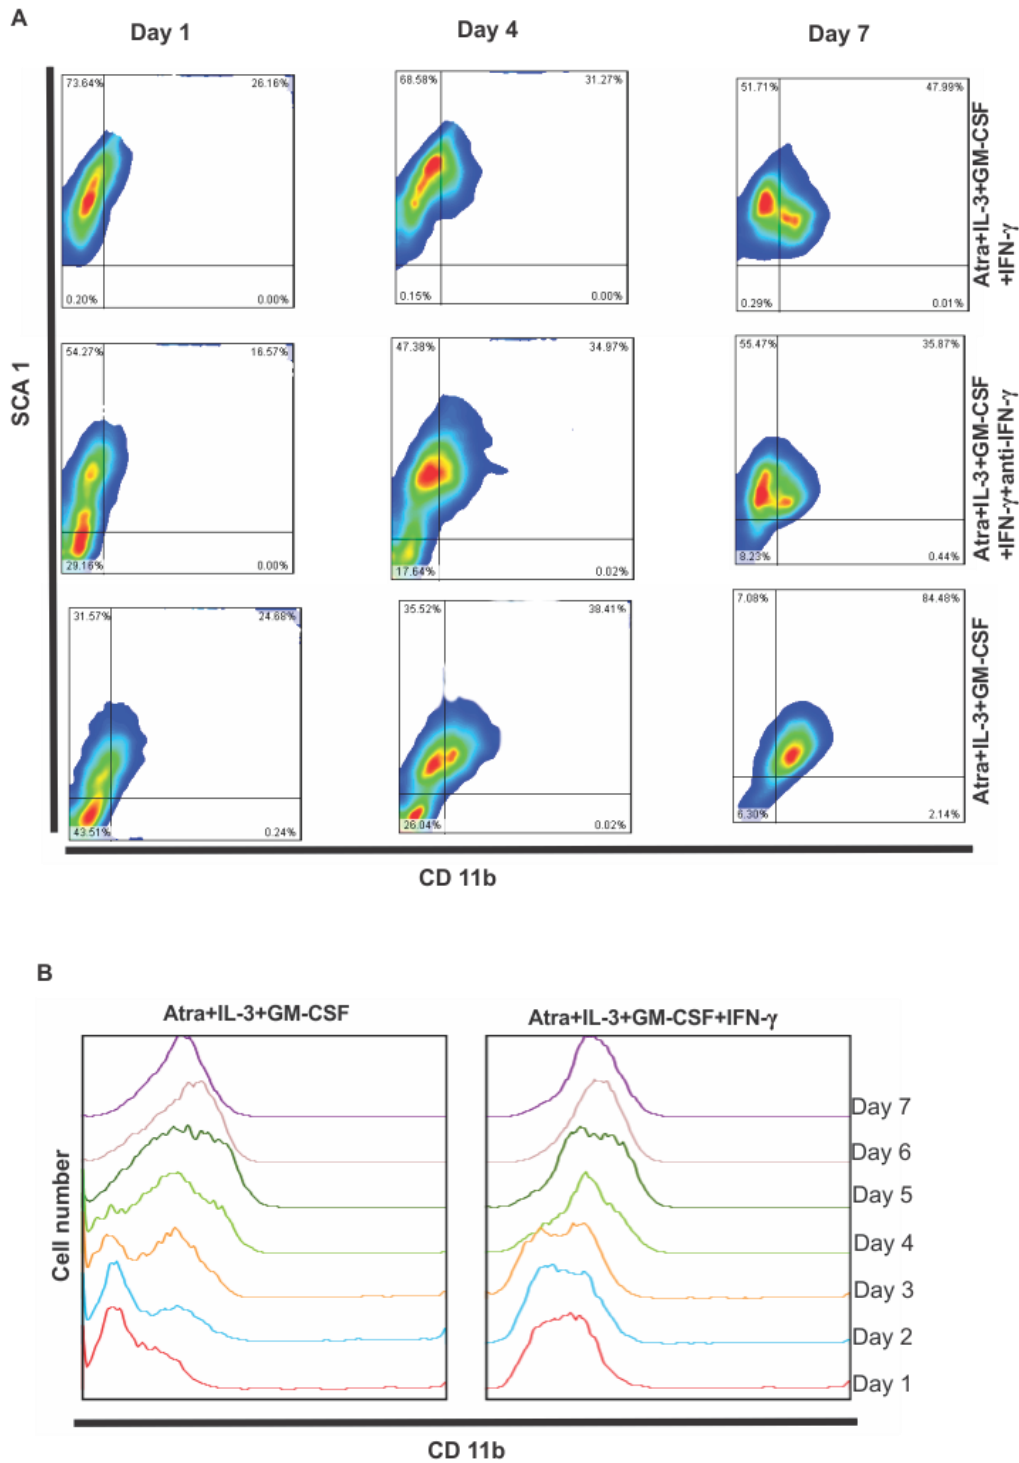 A
Day 1
Day 4
Day 7
73.64%
26.16%
0.20%
0.00%
68.58%
31.27%
0.15%
0.00%
51.71%
47.99%
0.29%
0.01%
Atra+IL-3+GM-CSF
+IFN-γ
54.27%
16.57%
29.16%
0.00%
47.38%
34.97%
17.64%
0.02%
55.47%
35.87%
8.23%
0.44%
Atra+IL-3+GM-CSF
+IFN-γ+anti-IFN-γ
31.57%
24.68%
43.51%
0.24%
35.52%
38.41%
26.04%
0.02%
7.08%
84.48%
6.30%
2.14%
Atra+IL-3+GM-CSF
SCA 1
CD 11b
B
Atra+IL-3+GM-CSF
Atra+IL-3+GM-CSF+IFN-γ
Cell number
Day 7
Day 6
Day 5
Day 4
Day 3
Day 2
Day 1
CD 11b